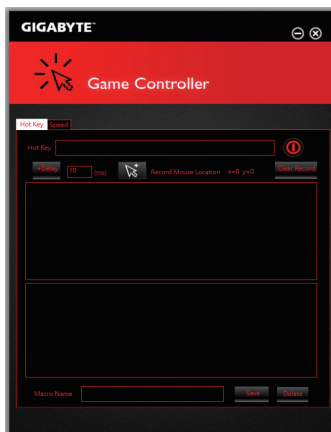 GIGABYTE™
Game Controller
Hot Key Speed
Hot Key
+Delay 10 (ms) Record Mouse Location x=0 y=0 Clear Record
Macro Name Save Delete